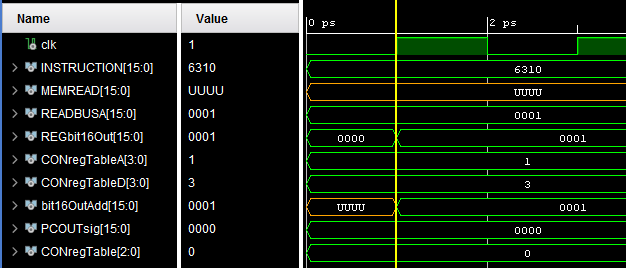 Name Value 0 ps 2 ps
clk 1
INSTRUCTION[15:0] 6310 6310
MEMREAD[15:0] UUUU UUUU
READBUSA[15:0] 0001 0001
REGbit16Out[15:0] 0001 0000 0001
CONregTableA[3:0] 1 1
CONregTableD[3:0] 3 3
bit16OutAdd[15:0] 0001 UUUU 0001
PCOUTsig[15:0] 0000 0000
CONregTable[2:0] 0 0